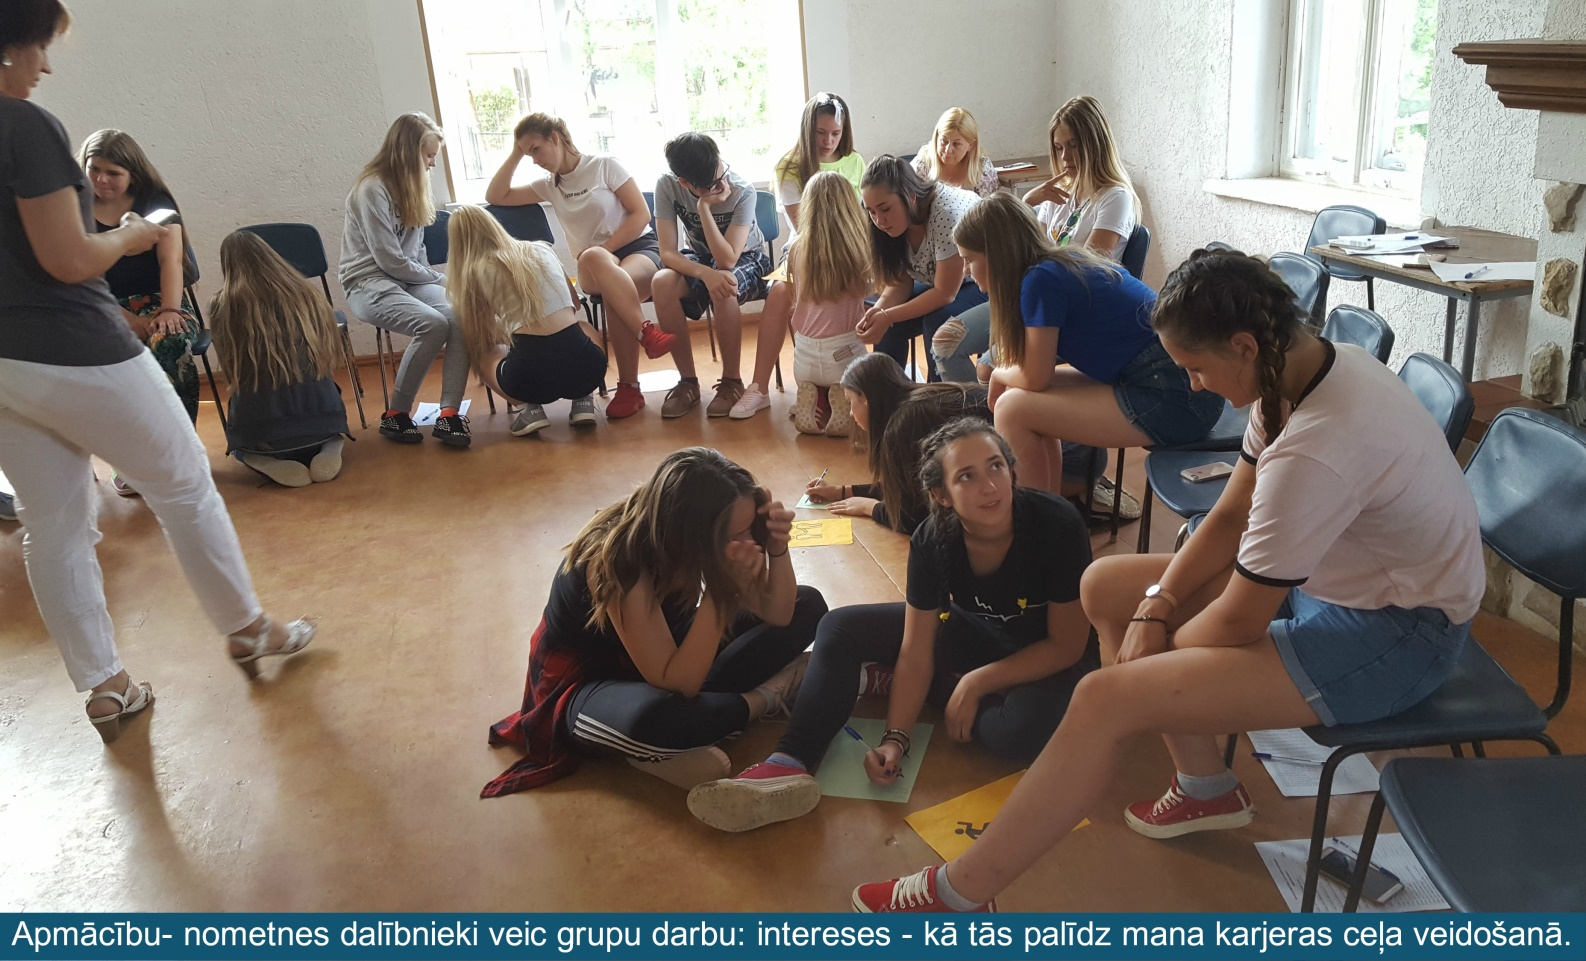 Apmācību- nometnes dalībnieki veic grupu darbu: intereses - kā tās palīdz mana karjeras ceļa veidošanā.